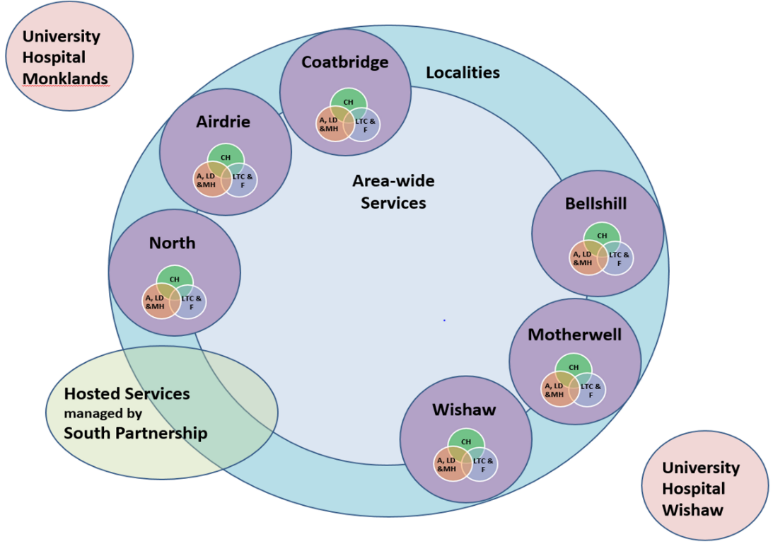 University
Hospital
Monklands
Coatbridge
CH
A, LD
&MH
LTC &
F
Localities
Airdrie
CH
A, LD
&MH
LTC &
F
Area-wide
Services
Bellshill
CH
A, LD
&MH
LTC &
F
North
CH
A, LD
&MH
LTC &
F
Motherwell
CH
A, LD
&MH
LTC &
F
Hosted Services
managed by
South Partnership
Wishaw
CH
A, LD
&MH
LTC &
F
University
Hospital
Wishaw